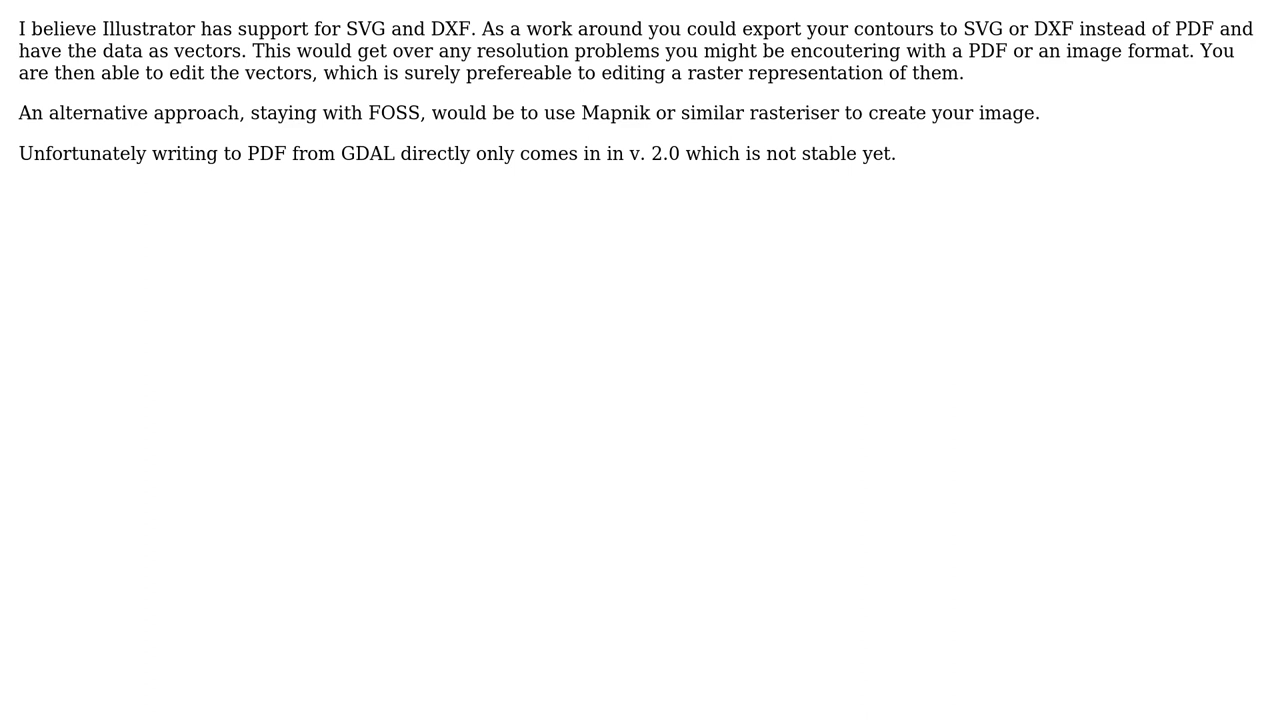 I believe Illustrator has support for SVG and DXF. As a work around you could export your contours to SVG or DXF instead of PDF and
have the data as vectors. This would get over any resolution problems you might be encoutering with a PDF or an image format. You
are then able to edit the vectors, which is surely prefereable to editing a raster representation of them.
An alternative approach, staying with FOSS, would be to use Mapnik or similar rasteriser to create your image.
Unfortunately writing to PDF from GDAL directly only comes in in v. 2.0 which is not stable yet.